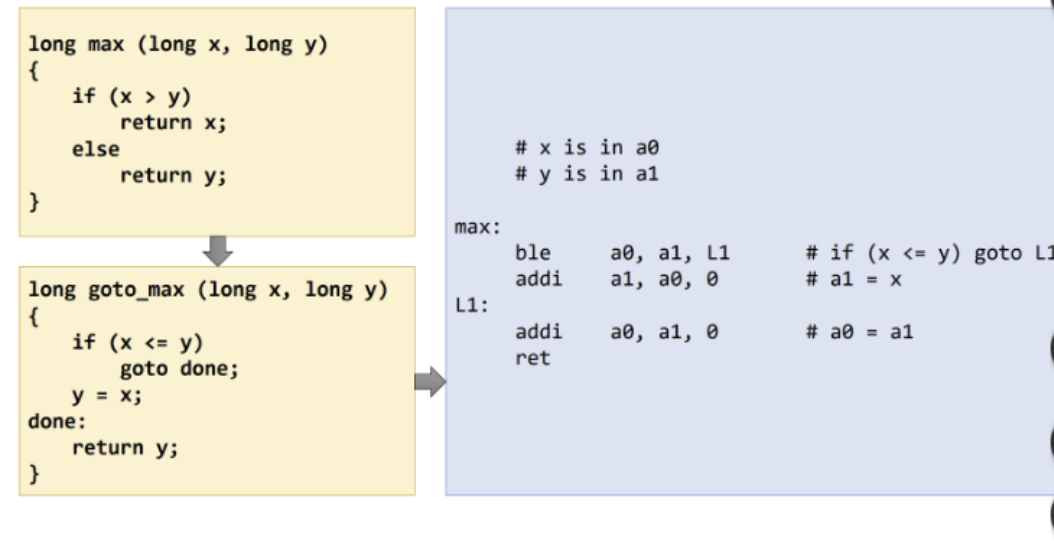 long max (long x, long y)
{
    if (x > y)
        return x;
    else
        return y;
}
long goto_max (long x, long y)
{
    if (x <= y)
        goto done;
    y = x;
done:
    return y;
}
# x is in a0
# y is in a1
max:
ble a0, a1, L1 # if (x <= y) goto L1
addi a1, a0, 0 # a1 = x
L1:
addi a0, a1, 0 # a0 = a1
ret